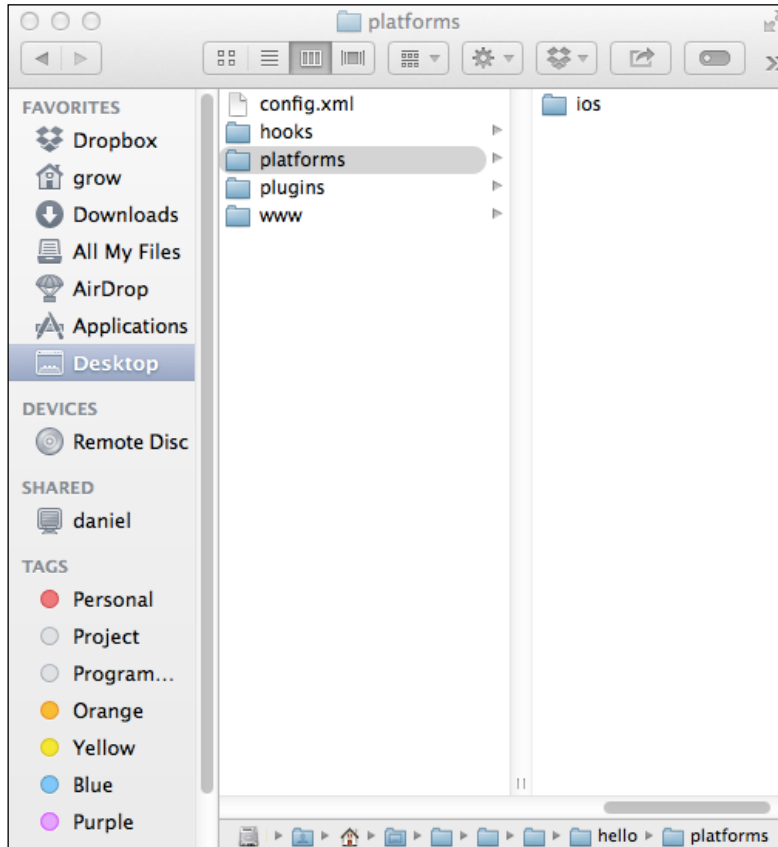 platforms
FAVORITES
Dropbox
grow
Downloads
All My Files
AirDrop
Applications
Desktop
DEVICES
Remote Disc
SHARED
daniel
TAGS
Personal
Project
Program...
Orange
Yellow
Blue
Purple
config.xml
hooks
platforms
plugins
www
ios
hello platforms